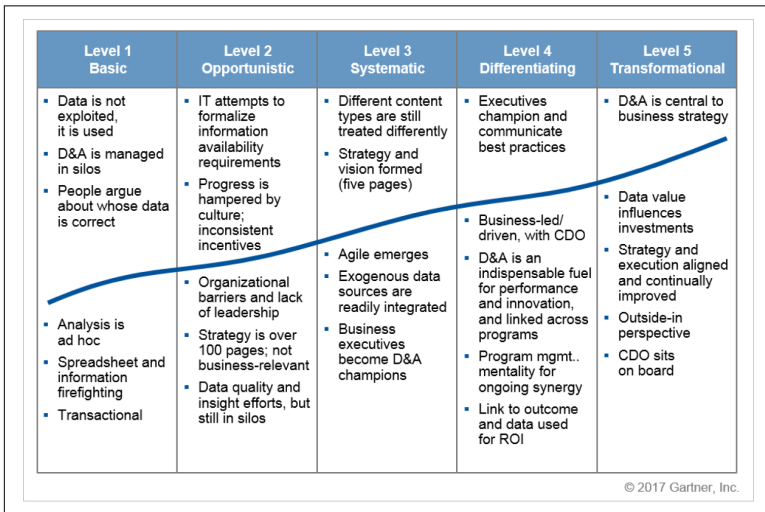 Level 1
Basic
Level 2
Opportunistic
Level 3
Systematic
Level 4
Differentiating
Level 5
Transformational
▪ Data is not
exploited,
it is used
▪ D&A is managed
in silos
▪ People argue
about whose data
is correct
▪ Analysis is
ad hoc
▪ Spreadsheet and
information
firefighting
▪ Transactional
▪ IT attempts to
formalize
information
availability
requirements
▪ Progress is
hampered by
culture;
inconsistent
incentives
▪ Organizational
barriers and lack
of leadership
▪ Strategy is over
100 pages; not
business-relevant
▪ Data quality and
insight efforts, but
still in silos
▪ Different content
types are still
treated differently
▪ Strategy and
vision formed
(five pages)
▪ Agile emerges
▪ Exogenous data
sources are
readily integrated
▪ Business
executives
become D&A
champions
▪ Executives
champion and
communicate
best practices
▪ Business-led/
driven, with CDO
▪ D&A is an
indispensable fuel
for performance
and innovation,
and linked across
programs
▪ Program mgmt..
mentality for
ongoing synergy
▪ Link to outcome
and data used
for ROI
▪ D&A is central to
business strategy
▪ Data value
influences
investments
▪ Strategy and
execution aligned
and continually
improved
▪ Outside-in
perspective
▪ CDO sits
on board
© 2017 Gartner, Inc.